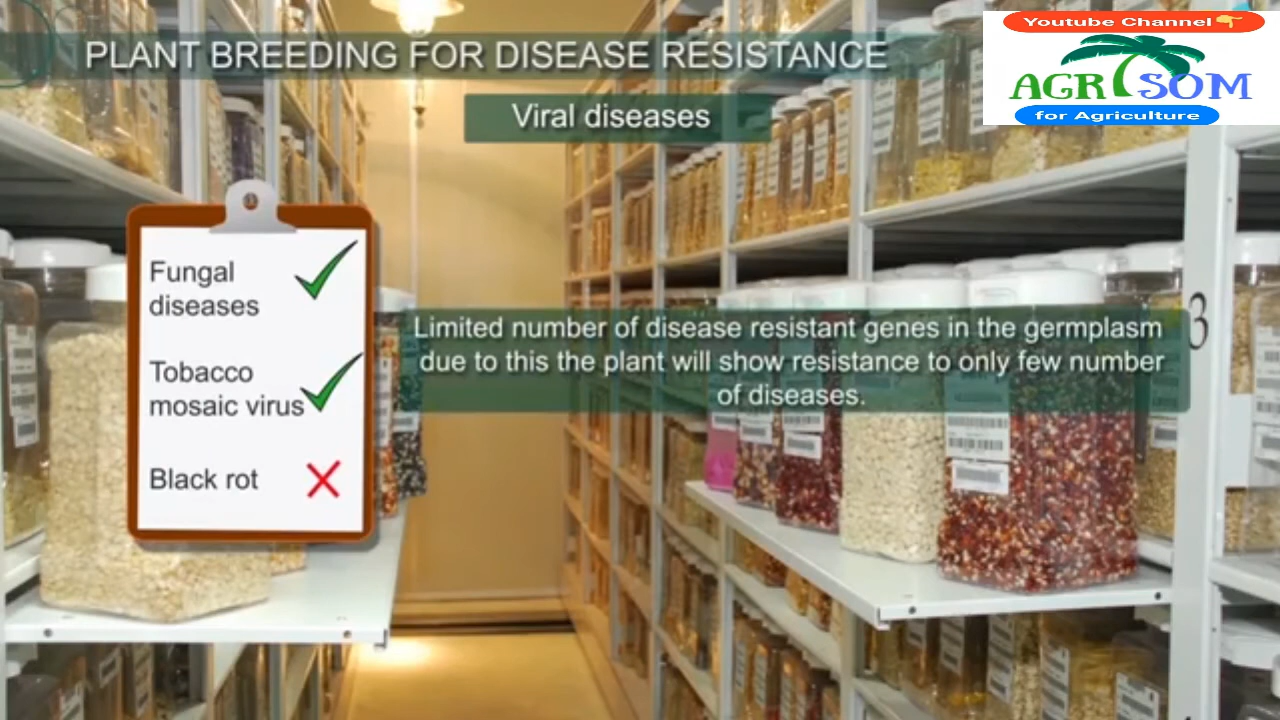 PLANT BREEDING FOR DISEASE RESISTANCE
Youtube Channel
AGRISOM
for Agriculture
Viral diseases
Fungal
diseases
Tobacco
mosaic virus
Black rot
Limited number of disease resistant genes in the germplasm
due to this the plant will show resistance to only few number
of diseases.
3